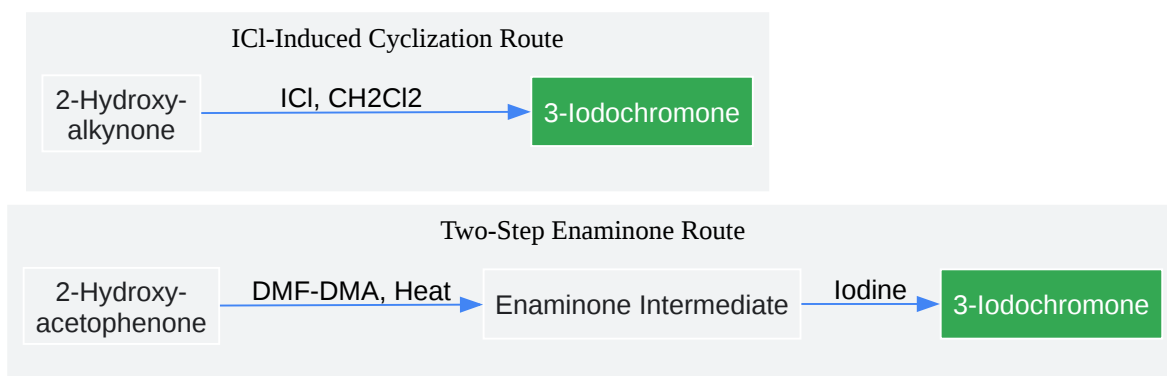 ICl-Induced Cyclization Route
2-Hydroxy-
alkynone
ICl, CH2Cl2
3-Iodochromone
Two-Step Enaminone Route
2-Hydroxy-
acetophenone
DMF-DMA, Heat
Enaminone Intermediate
Iodine
3-Iodochromone